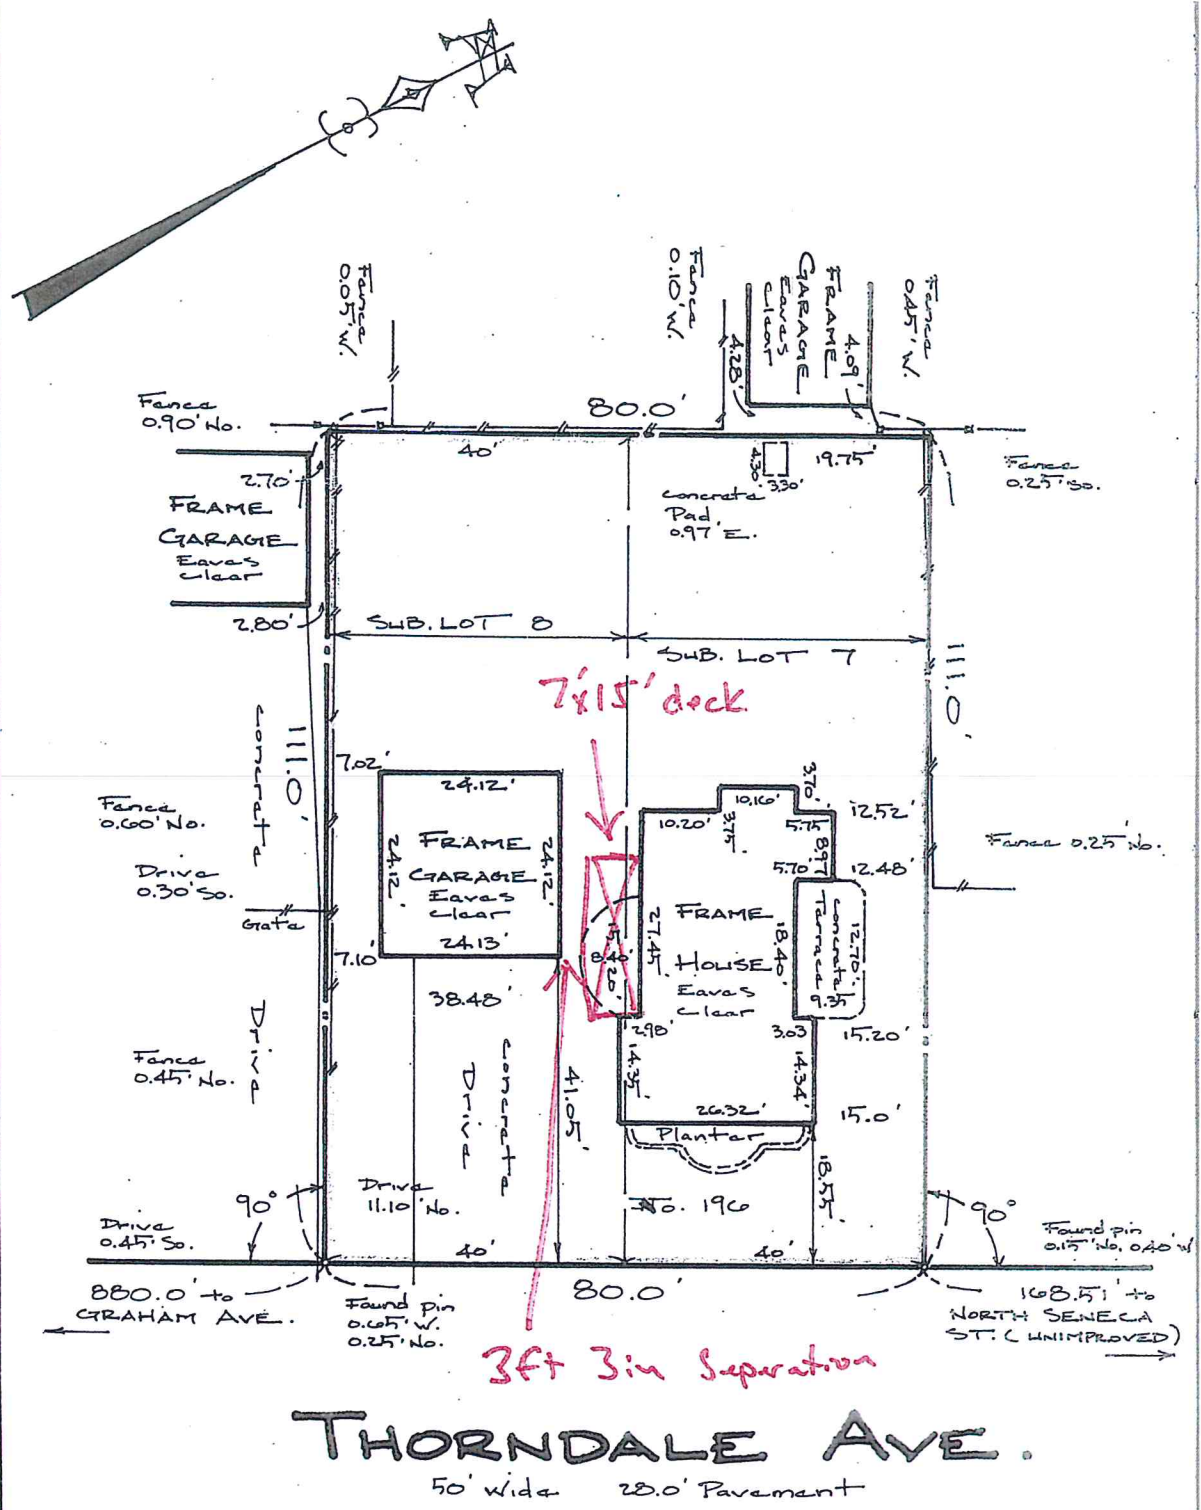 Fence
0.05' W.
Fence
0.10' W.
FRAME
GARAGE
Eaves
clear
Fence
0.45' W.
4.28'
4.09'
Fence
0.90' No.
80.0'
40'
4.30'
3.30'
19.75'
Concrete
Pad
0.97' E.
Fence
0.25' So.
2.70'
FRAME
GARAGE
Eaves
clear
2.80'
SUB. LOT 8
SUB. LOT 7
111.0'
7'x15' deck
concrete
111.0'
7.02'
24.12'
3.70'
10.16'
12.52'
10.20'
3.75'
5.75'
8.97'
Fence
0.60' No.
Drive
0.30' So.
24.12'
FRAME
GARAGE
Eaves
clear
24.12'
24.13'
5.70'
12.48'
Fence 0.25' No.
Gate
7.10'
38.48'
8.40'
27.45'
FRAME
HOUSE
Eaves
clear
18.40'
concrete
Terrace
12.70'
9.35'
2.98'
3.03
15.20'
Fence
0.45' No.
Drive
concrete
Drive
41.05'
14.35'
14.34'
26.32'
15.0'
Planter
18.55'
90°
Drive
11.10' No.
No. 196
90°
Drive
0.45' So.
40'
40'
Found pin
0.15' No. 0.40' W
880.0' to
GRAHAM AVE.
Found pin
0.65' W.
0.25' No.
80.0'
168.51' to
NORTH SENECA
ST. (UNIMPROVED)
3ft 3in Separation
THORNDALE AVE.
50' wide 28.0' Pavement